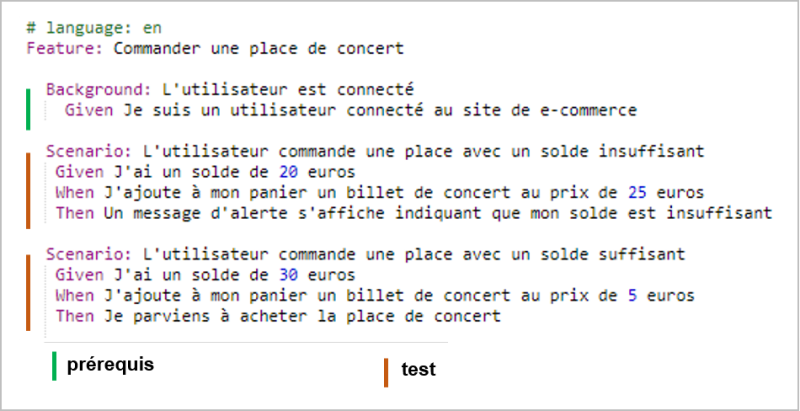 # language: en
Feature: Commander une place de concert
Background: L'utilisateur est connecté
Given Je suis un utilisateur connecté au site de e-commerce
Scenario: L'utilisateur commande une place avec un solde insuffisant
Given J'ai un solde de 20 euros
When J'ajoute à mon panier un billet de concert au prix de 25 euros
Then Un message d'alerte s'affiche indiquant que mon solde est insuffisant
Scenario: L'utilisateur commande une place avec un solde suffisant
Given J'ai un solde de 30 euros
When J'ajoute à mon panier un billet de concert au prix de 5 euros
Then Je parviens à acheter la place de concert
prérequis
test